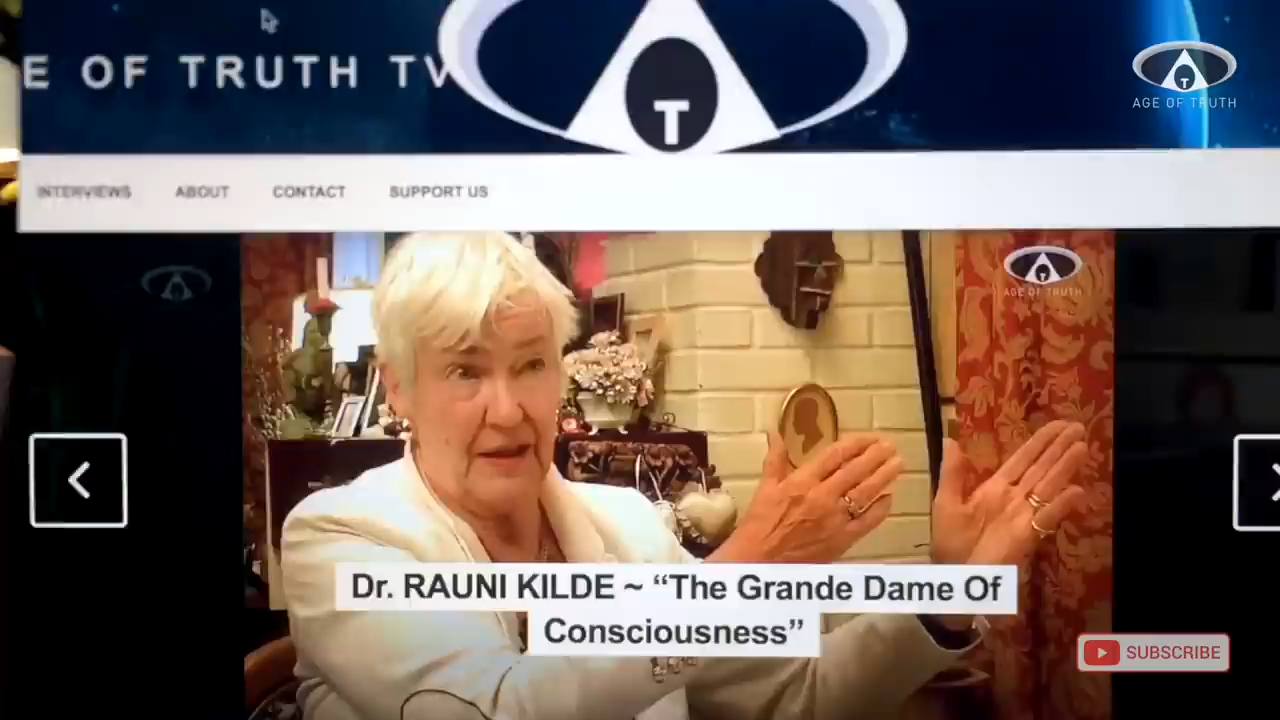 E OF TRUTH TV
T
T
AGE OF TRUTH
INTERVIEWS ABOUT CONTACT SUPPORT US
AGE OF TRUTH
Dr. RAUNI KILDE ~ “The Grande Dame Of
Consciousness”
SUBSCRIBE